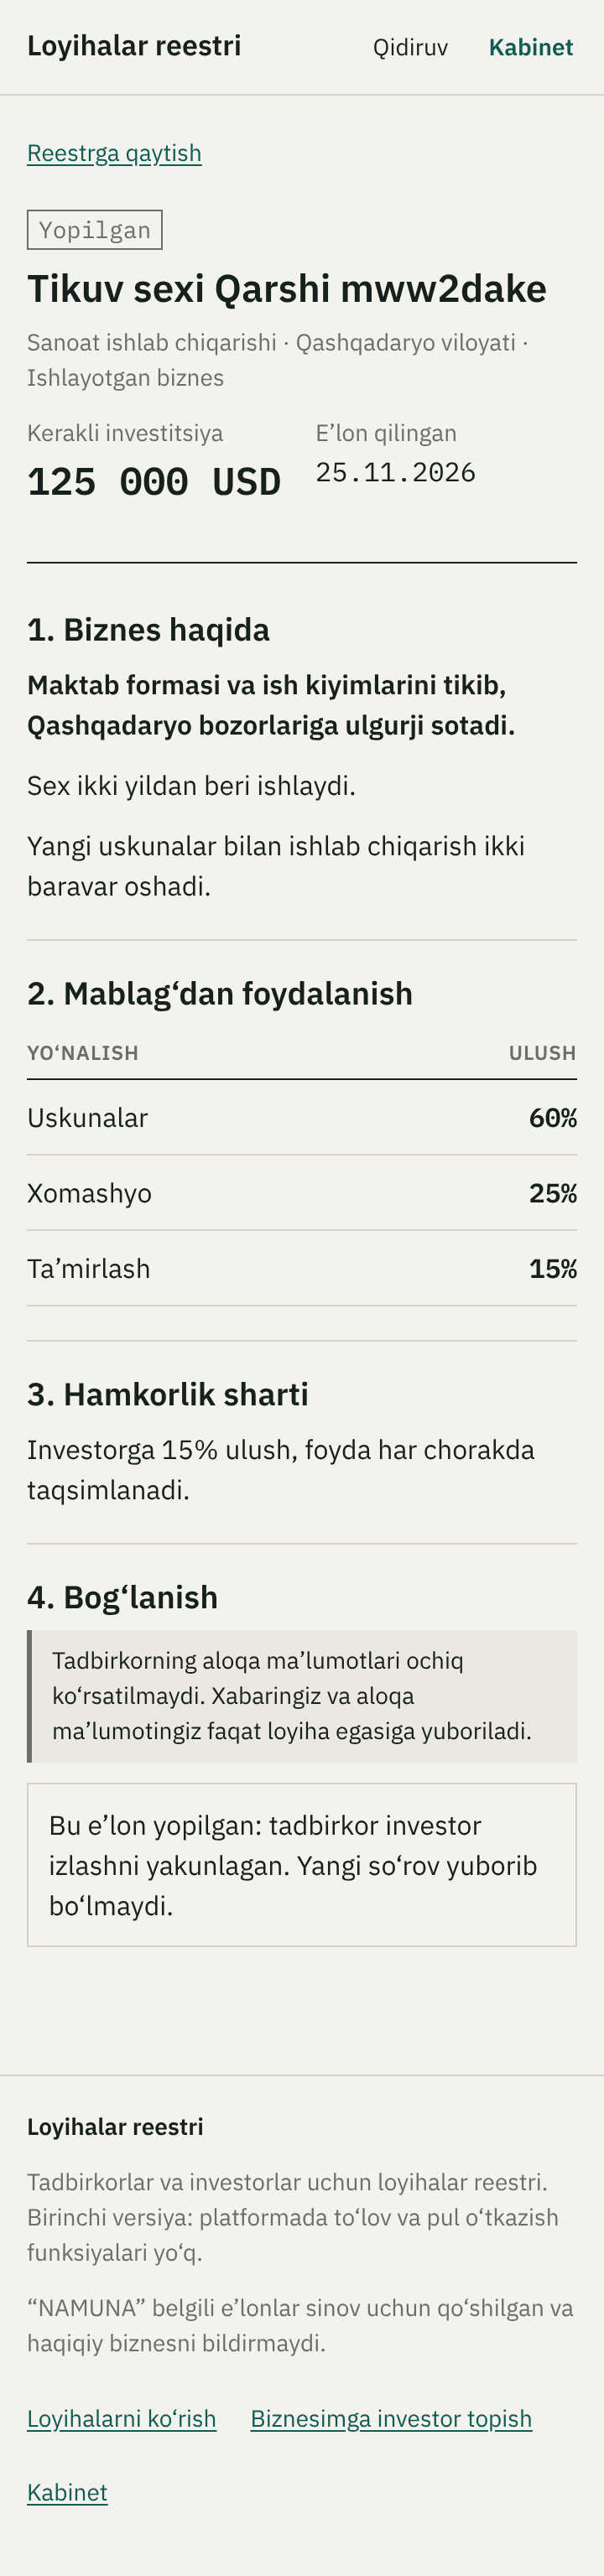 Loyihalar reestri
Qidiruv
Kabinet
Reestrga qaytish
Yopilgan
Tikuv sexi Qarshi mww2dake
Sanoat ishlab chiqarishi · Qashqadaryo viloyati ·
Ishlayotgan biznes
Kerakli investitsiya
125 000 USD
E’lon qilingan
25.11.2026
1. Biznes haqida
Maktab formasi va ish kiyimlarini tikib,
Qashqadaryo bozorlariga ulgurji sotadi.
Sex ikki yildan beri ishlaydi.
Yangi uskunalar bilan ishlab chiqarish ikki
baravar oshadi.
2. Mablag‘dan foydalanish
YO‘NALISH ULUSH
Uskunalar 60%
Xomashyo 25%
Ta’mirlash 15%
3. Hamkorlik sharti
Investorga 15% ulush, foyda har chorakda
taqsimlanadi.
4. Bog‘lanish
Tadbirkorning aloqa ma’lumotlari ochiq
ko‘rsatilmaydi. Xabaringiz va aloqa
ma’lumotingiz faqat loyiha egasiga yuboriladi.
Bu e’lon yopilgan: tadbirkor investor
izlashni yakunlagan. Yangi so‘rov yuborib
bo‘lmaydi.
Loyihalar reestri
Tadbirkorlar va investorlar uchun loyihalar reestri.
Birinchi versiya: platformada to‘lov va pul o‘tkazish
funksiyalari yo‘q.
“NAMUNA” belgili e’lonlar sinov uchun qo‘shilgan va
haqiqiy biznesni bildirmaydi.
Loyihalarni ko‘rish Biznesimga investor topish
Kabinet